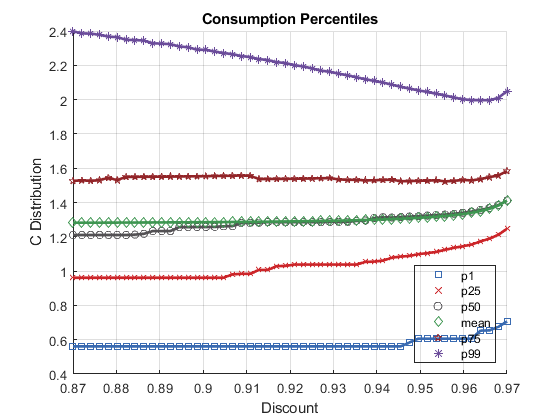 Consumption Percentiles
C Distribution
2.4
2.2
2
1.8
1.6
1.4
1.2
1
0.8
0.6
0.4
p1
p25
p50
mean
p75
p99
0.87 0.88 0.89 0.9 0.91 0.92 0.93 0.94 0.95 0.96 0.97
Discount